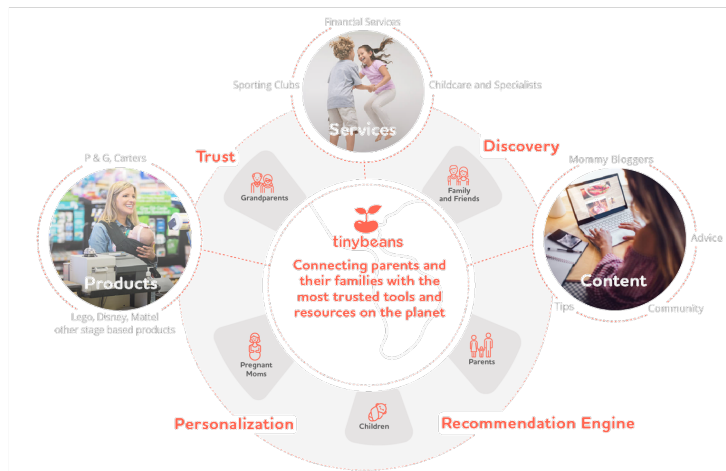 Financial Services
Sporting Clubs
Childcare and Specialists
Services
Trust
Discovery
P & G, Carters
Mommy Bloggers
Grandparents
Family
and Friends
tinybeans
Connecting parents and
their families with the
most trusted tools and
resources on the planet
Products
Content
Advice
Lego, Disney, Mattel
other stage based products
Tips
Community
Pregnant
Moms
Parents
Children
Personalization
Recommendation Engine